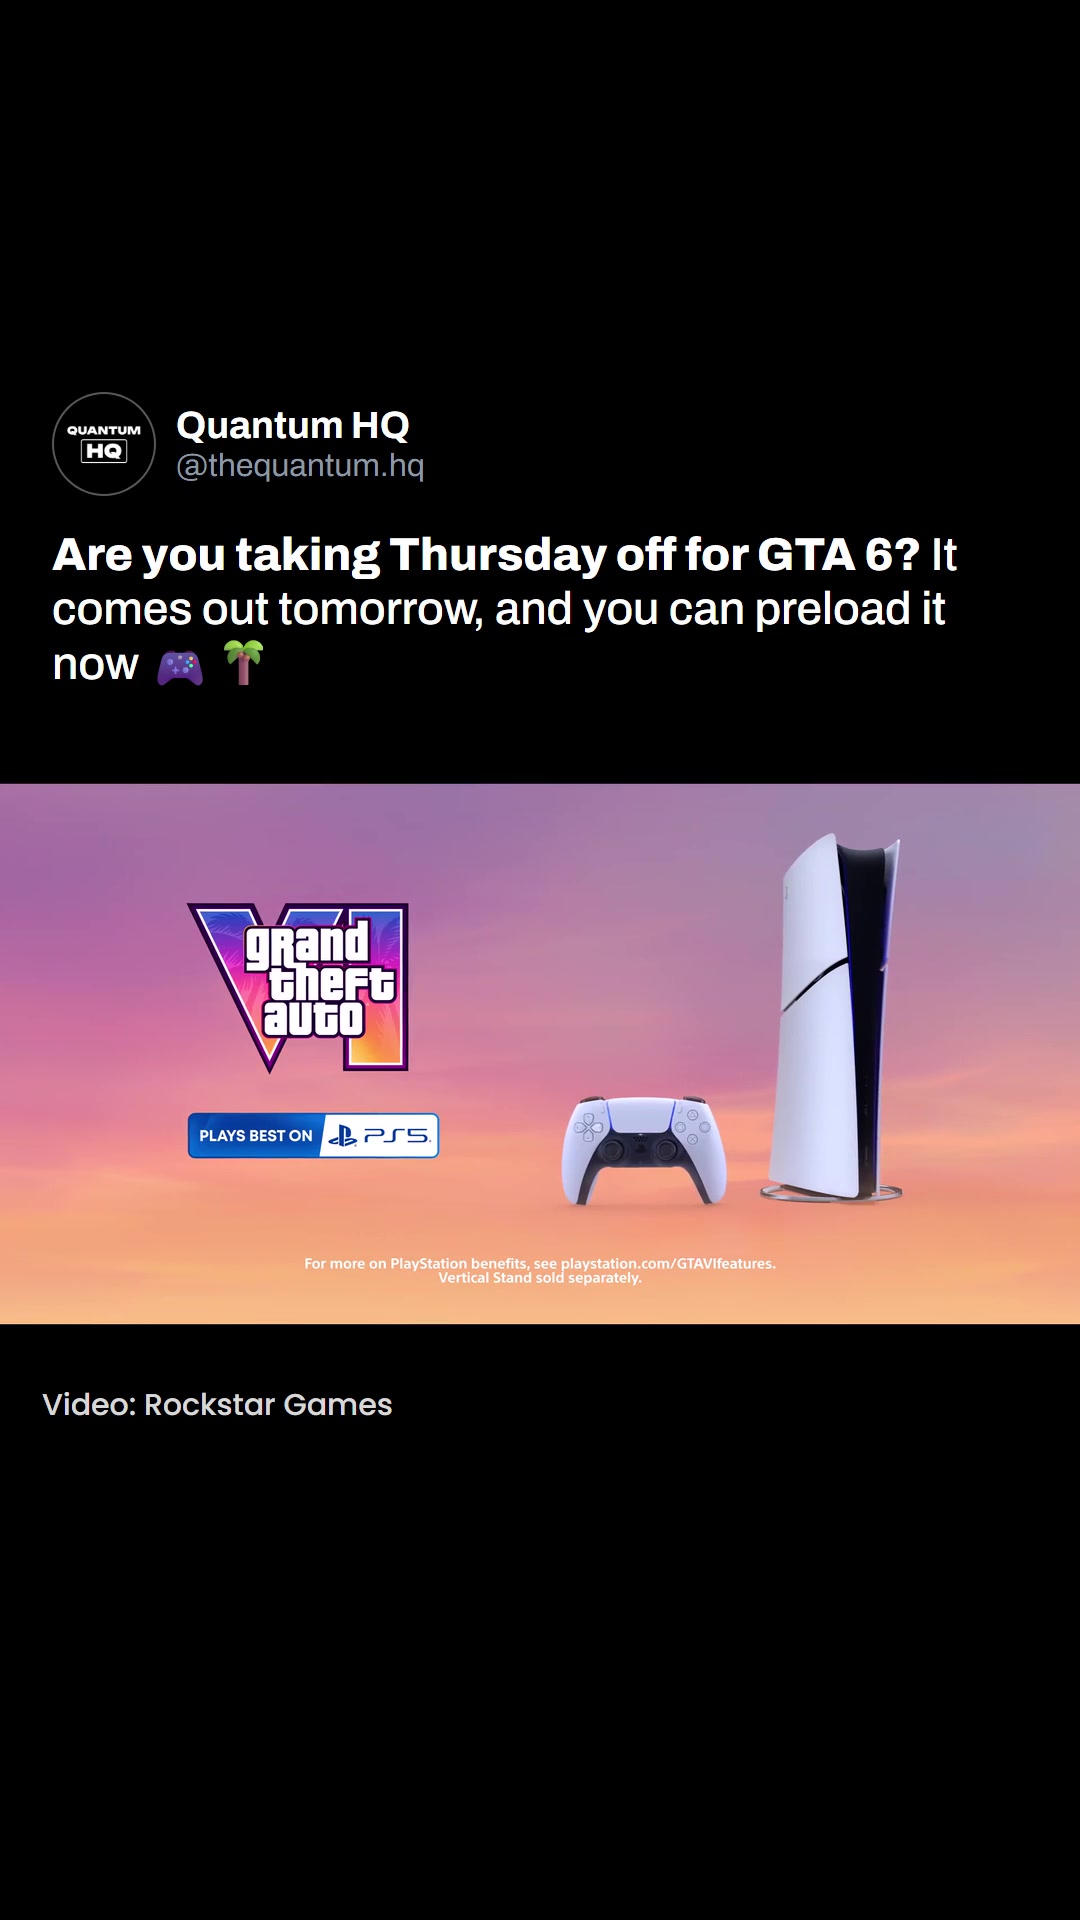 QUANTUM
HQ
Quantum HQ
@thequantum.hq
Are you taking Thursday off for GTA 6? It
comes out tomorrow, and you can preload it
now 🎮 🌴
VI
grand
theft
auto
PLAYS BEST ON PS5
For more on PlayStation benefits, see playstation.com/GTAVIfeatures.
Vertical Stand sold separately.
Video: Rockstar Games